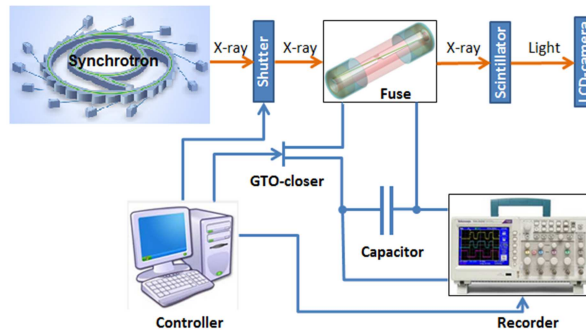 Synchrotron
X-ray
Shutter
X-ray
Fuse
X-ray
Scintillator
Light
LCD-camera
GTO-closer
Capacitor
Controller
Recorder